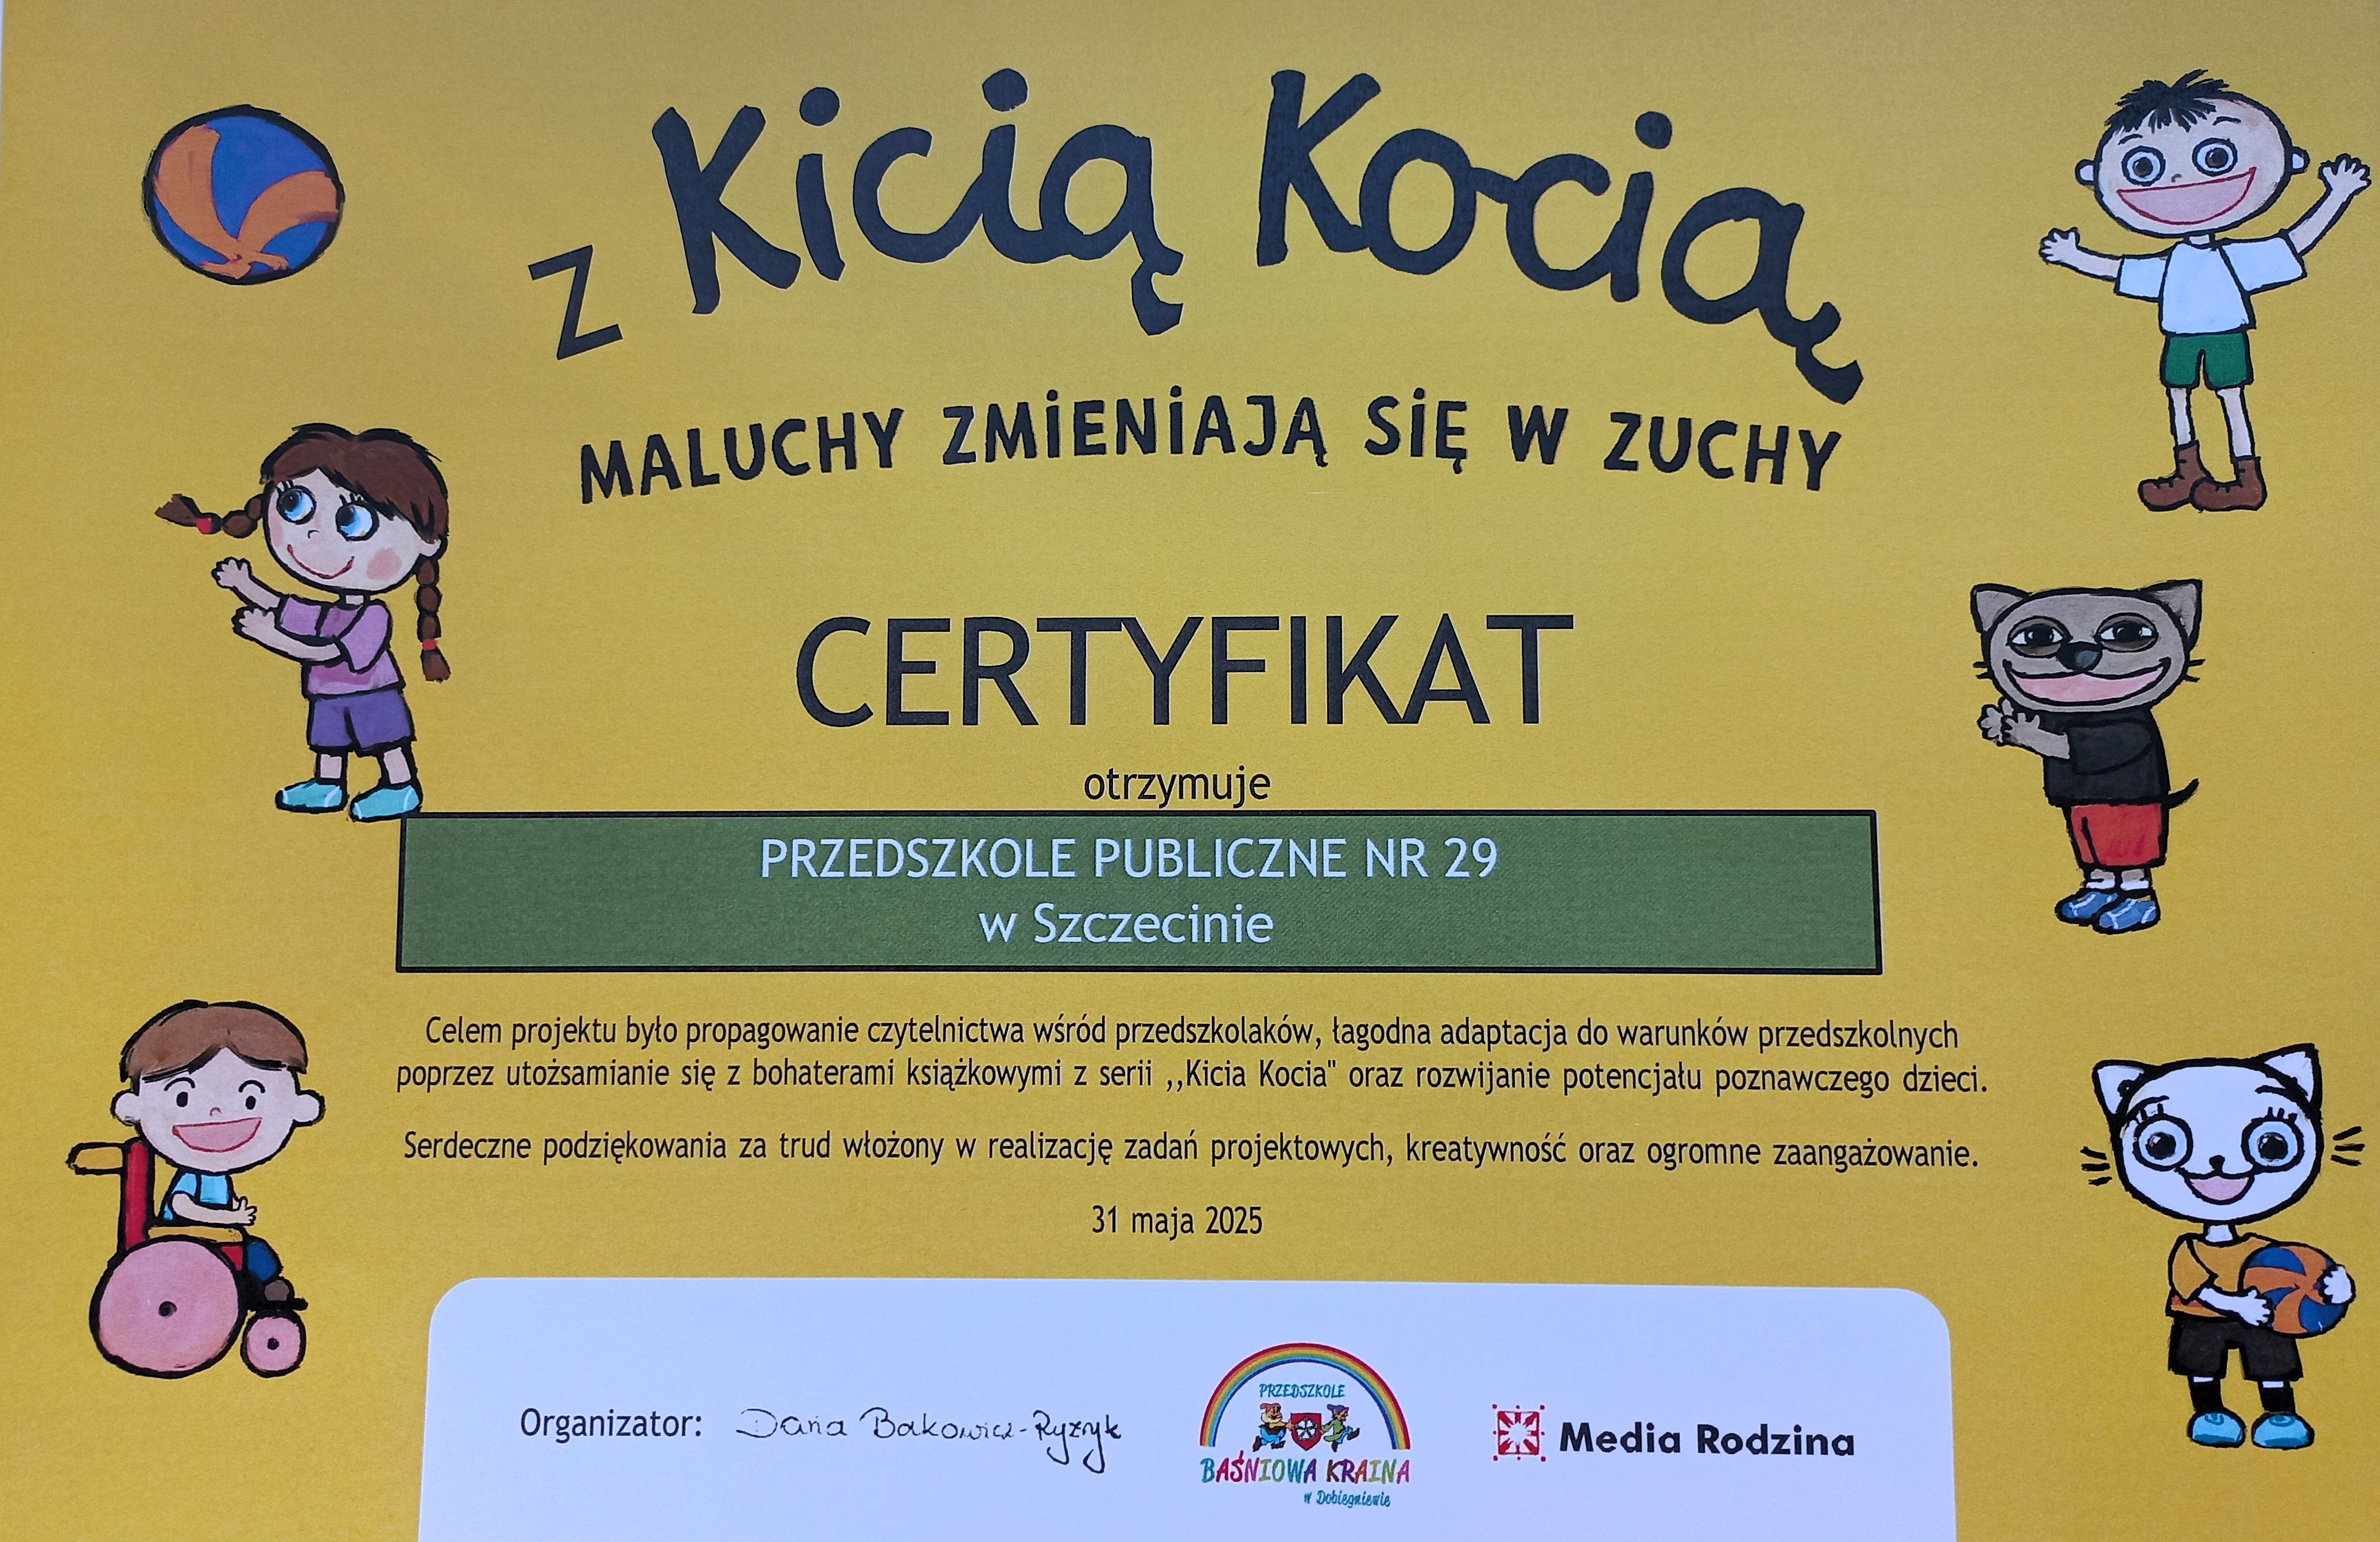 z Kicią Kocią
MALUCHY ZMiENiAJĄ SiĘ W ZUCHY
CERTYFIKAT
otrzymuje
PRZEDSZKOLE PUBLICZNE NR 29
w Szczecinie
Celem projektu było propagowanie czytelnictwa wśród przedszkolaków, łagodna adaptacja do warunków przedszkolnych
poprzez utożsamianie się z bohaterami książkowymi z serii ,,Kicia Kocia" oraz rozwijanie potencjału poznawczego dzieci.
Serdeczne podziękowania za trud włożony w realizację zadań projektowych, kreatywność oraz ogromne zaangażowanie.
31 maja 2025
Organizator: Daria
PRZEDSZKOLE
BAŚNIOWA KRAINA
w Dobiegniewie
Media Rodzina